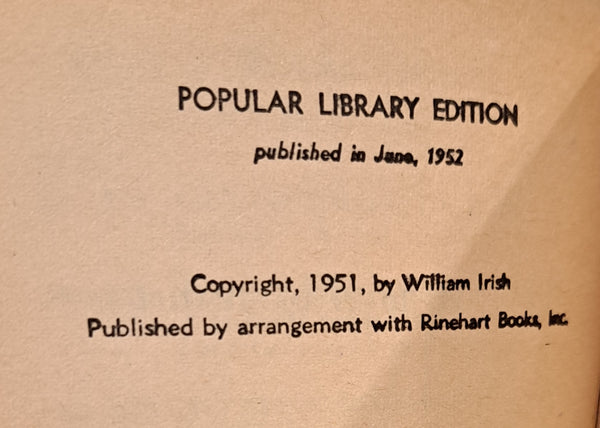 POPULAR LIBRARY EDITION
published in June, 1952
Copyright, 1951, by William Irish
Published by arrangement with Rinehart Books, Inc.